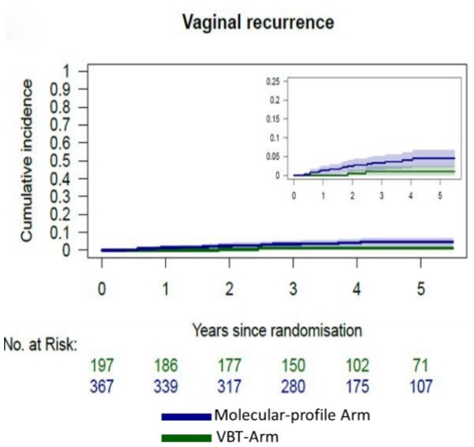 Vaginal recurrence
Cumulative incidence
1
0.9
0.8
0.7
0.6
0.5
0.4
0.3
0.2
0.1
0
0.25
0.2
0.15
0.1
0.05
0
0 1 2 3 4 5
0 1 2 3 4 5
Years since randomisation
No. at Risk:
197 186 177 150 102 71
367 339 317 280 175 107
Molecular-profile Arm
VBT-Arm